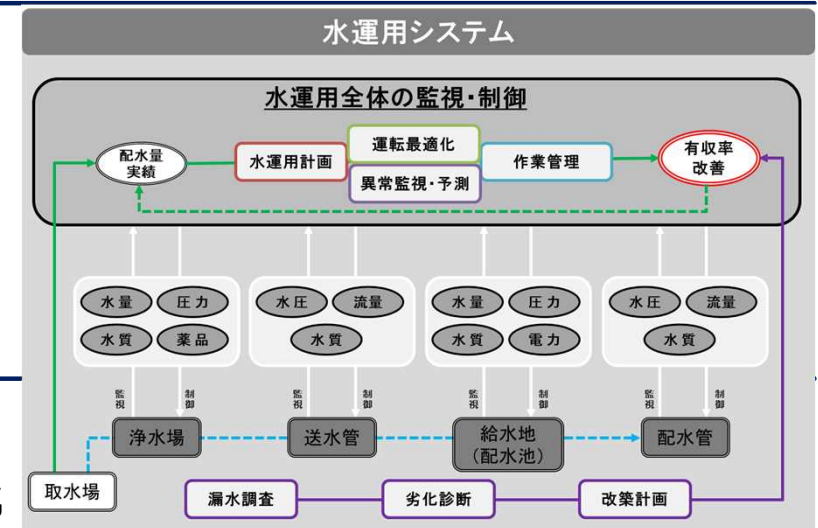 水運用システム
水運用全体の監視・制御
配水量
実績
水運用計画
運転最適化
異常監視・予測
作業管理
有収率
改善
水量
圧力
水質
薬品
水圧
流量
水質
水量
圧力
水質
電力
水圧
流量
水質
監視
制御
監視
制御
監視
制御
監視
制御
浄水場
送水管
給水地
(配水池)
配水管
取水場
漏水調査
劣化診断
改築計画